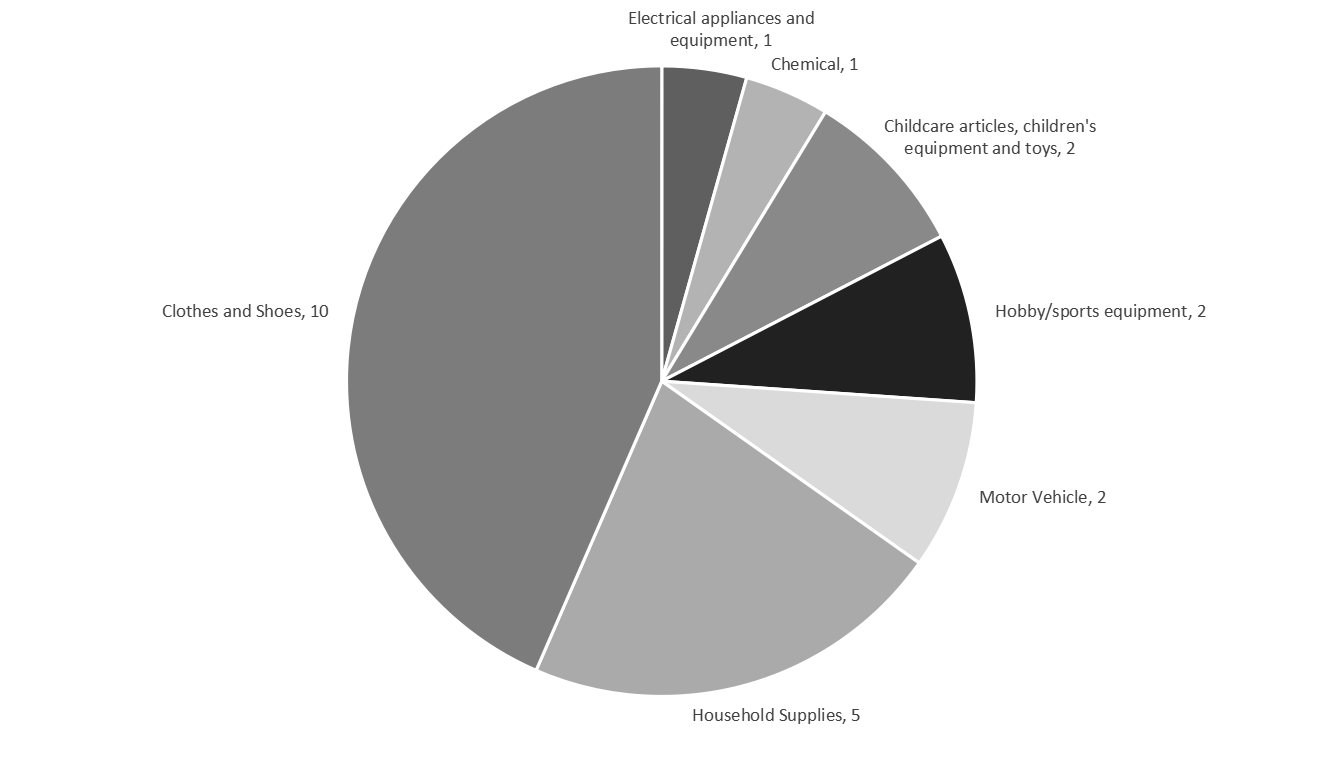 Electrical appliances and
equipment, 1
Chemical, 1
Childcare articles, children's
equipment and toys, 2
Hobby/sports equipment, 2
Motor Vehicle, 2
Household Supplies, 5
Clothes and Shoes, 10